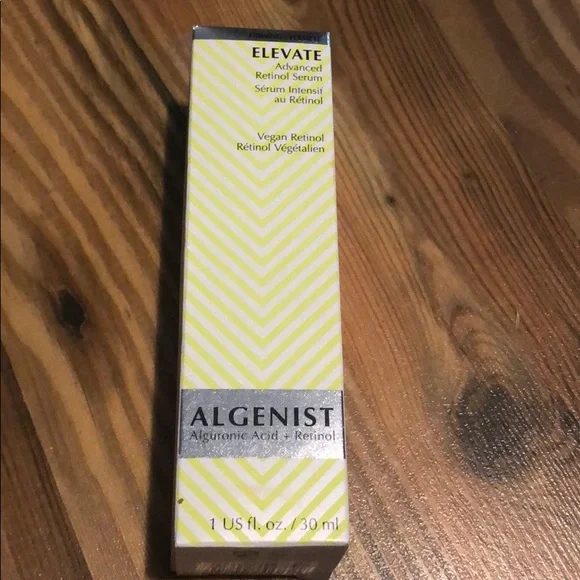 ELEVATE
Advanced
Retinol Serum
Sérum Intensif
au Rétinol
Vegan Retinol
Rétinol Végétalien
ALGENIST
Alguronic Acid + Retinol
1 US fl. oz. / 30 ml